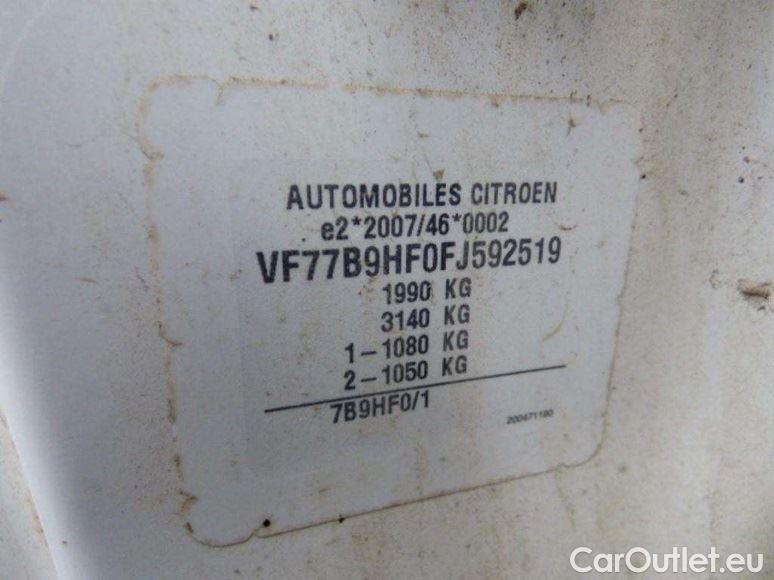 AUTOMOBILES CITROEN
e2*2007/46*0002
VF77B9HF0FJ592519
1990 KG
3140 KG
1-1080 KG
2-1050 KG
7B9HF0/1
200471180
CarOutlet.eu